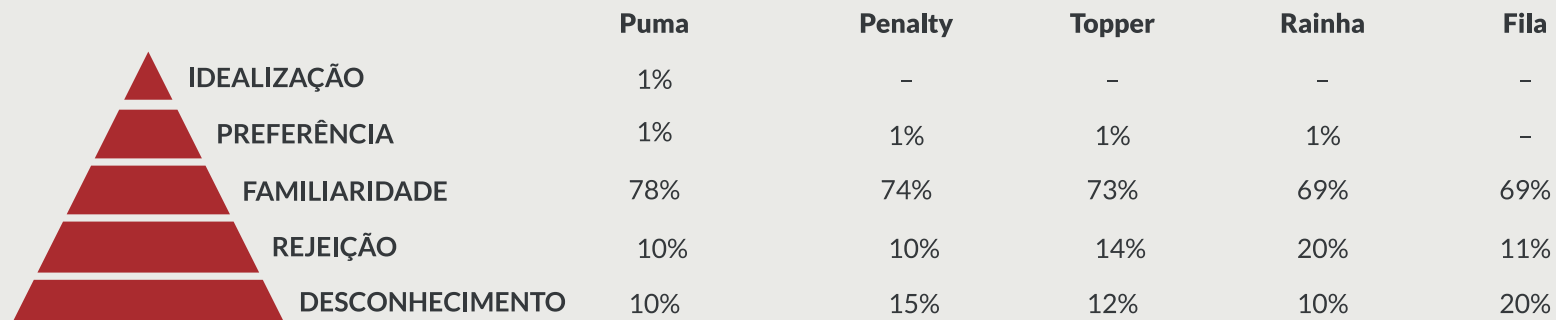 Puma Penalty Topper Rainha Fila
IDEALIZAÇÃO 1% – – – –
PREFERÊNCIA 1% 1% 1% 1% –
FAMILIARIDADE 78% 74% 73% 69% 69%
REJEIÇÃO 10% 10% 14% 20% 11%
DESCONHECIMENTO 10% 15% 12% 10% 20%